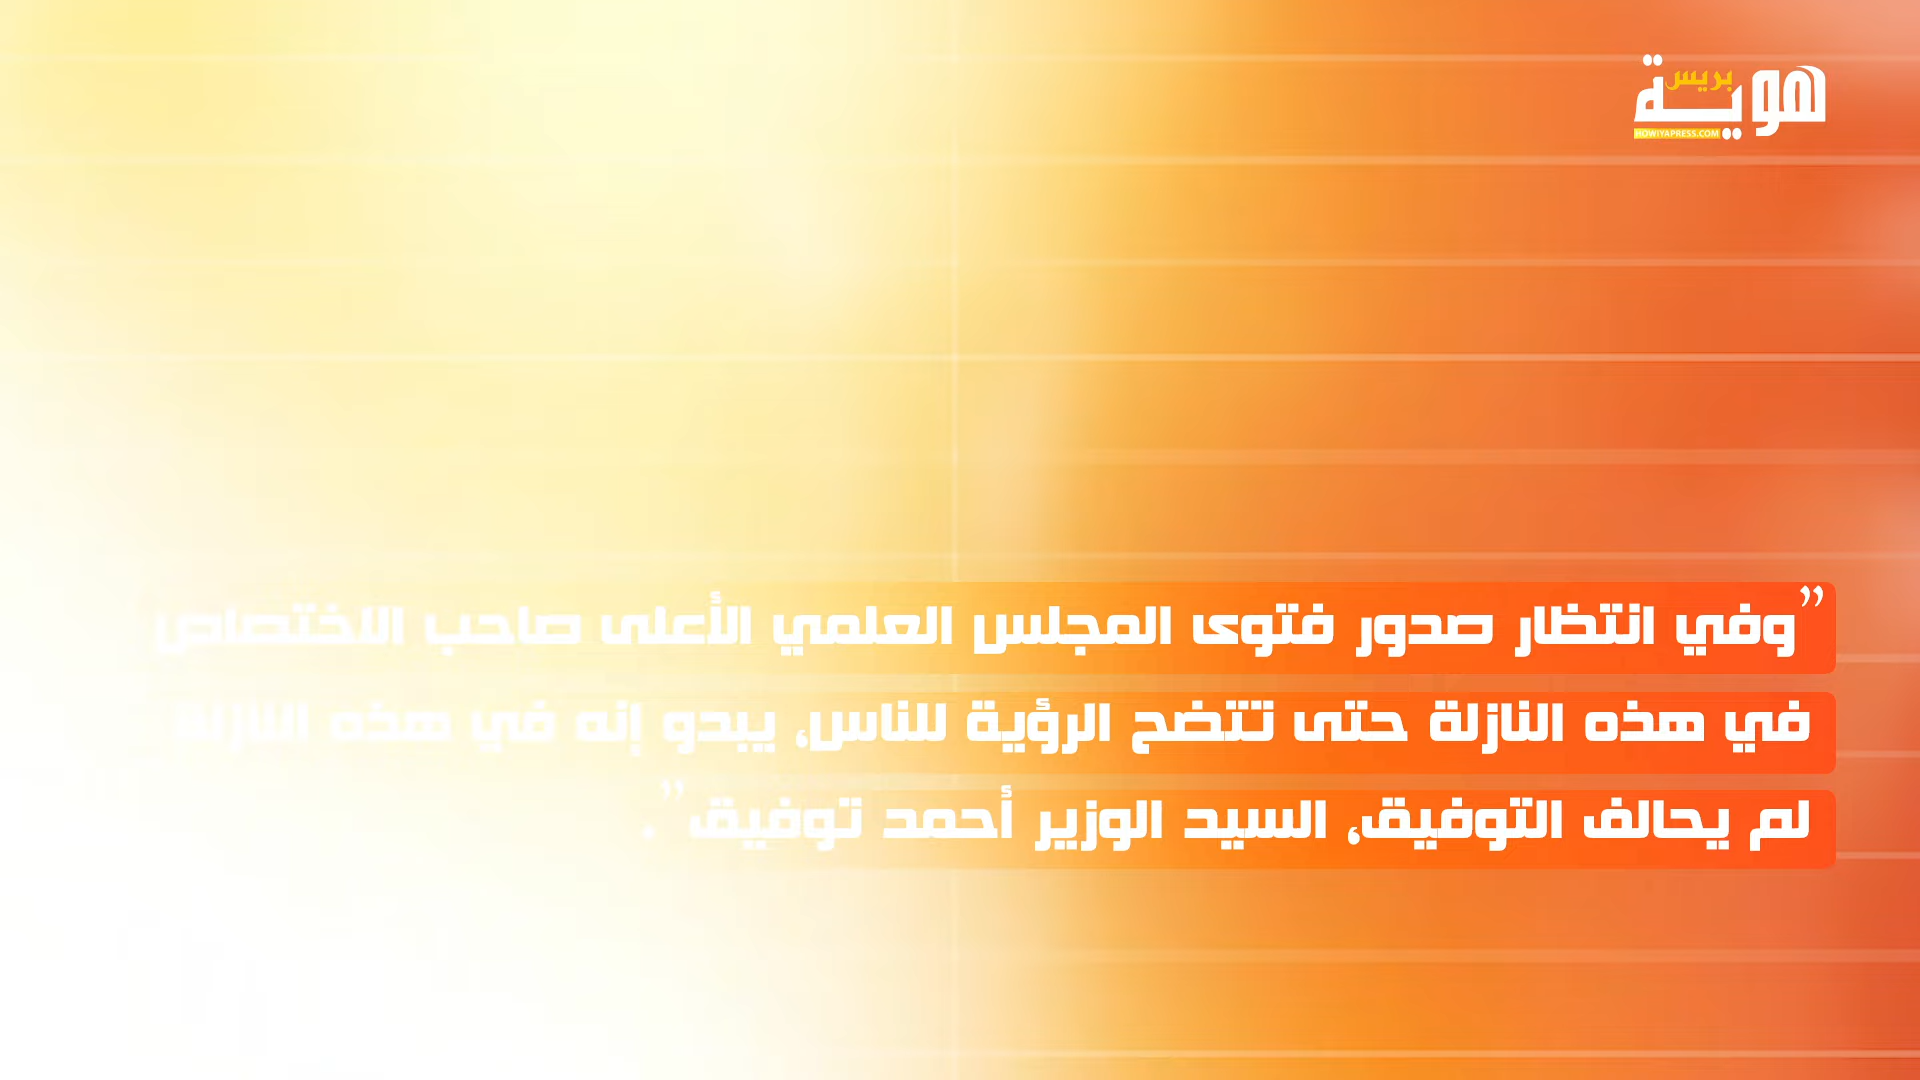 هوية
بريس
HOWIYAPRESS.COM
”وفي انتظار صدور فتوى المجلس العلمي الأعلى صاحب الاختصاص
في هذه النازلة حتى تتضح الرؤية للناس، يبدو إنه في هذه النازلة
لم يحالف التوفيق، السيد الوزير أحمد توفيق”.